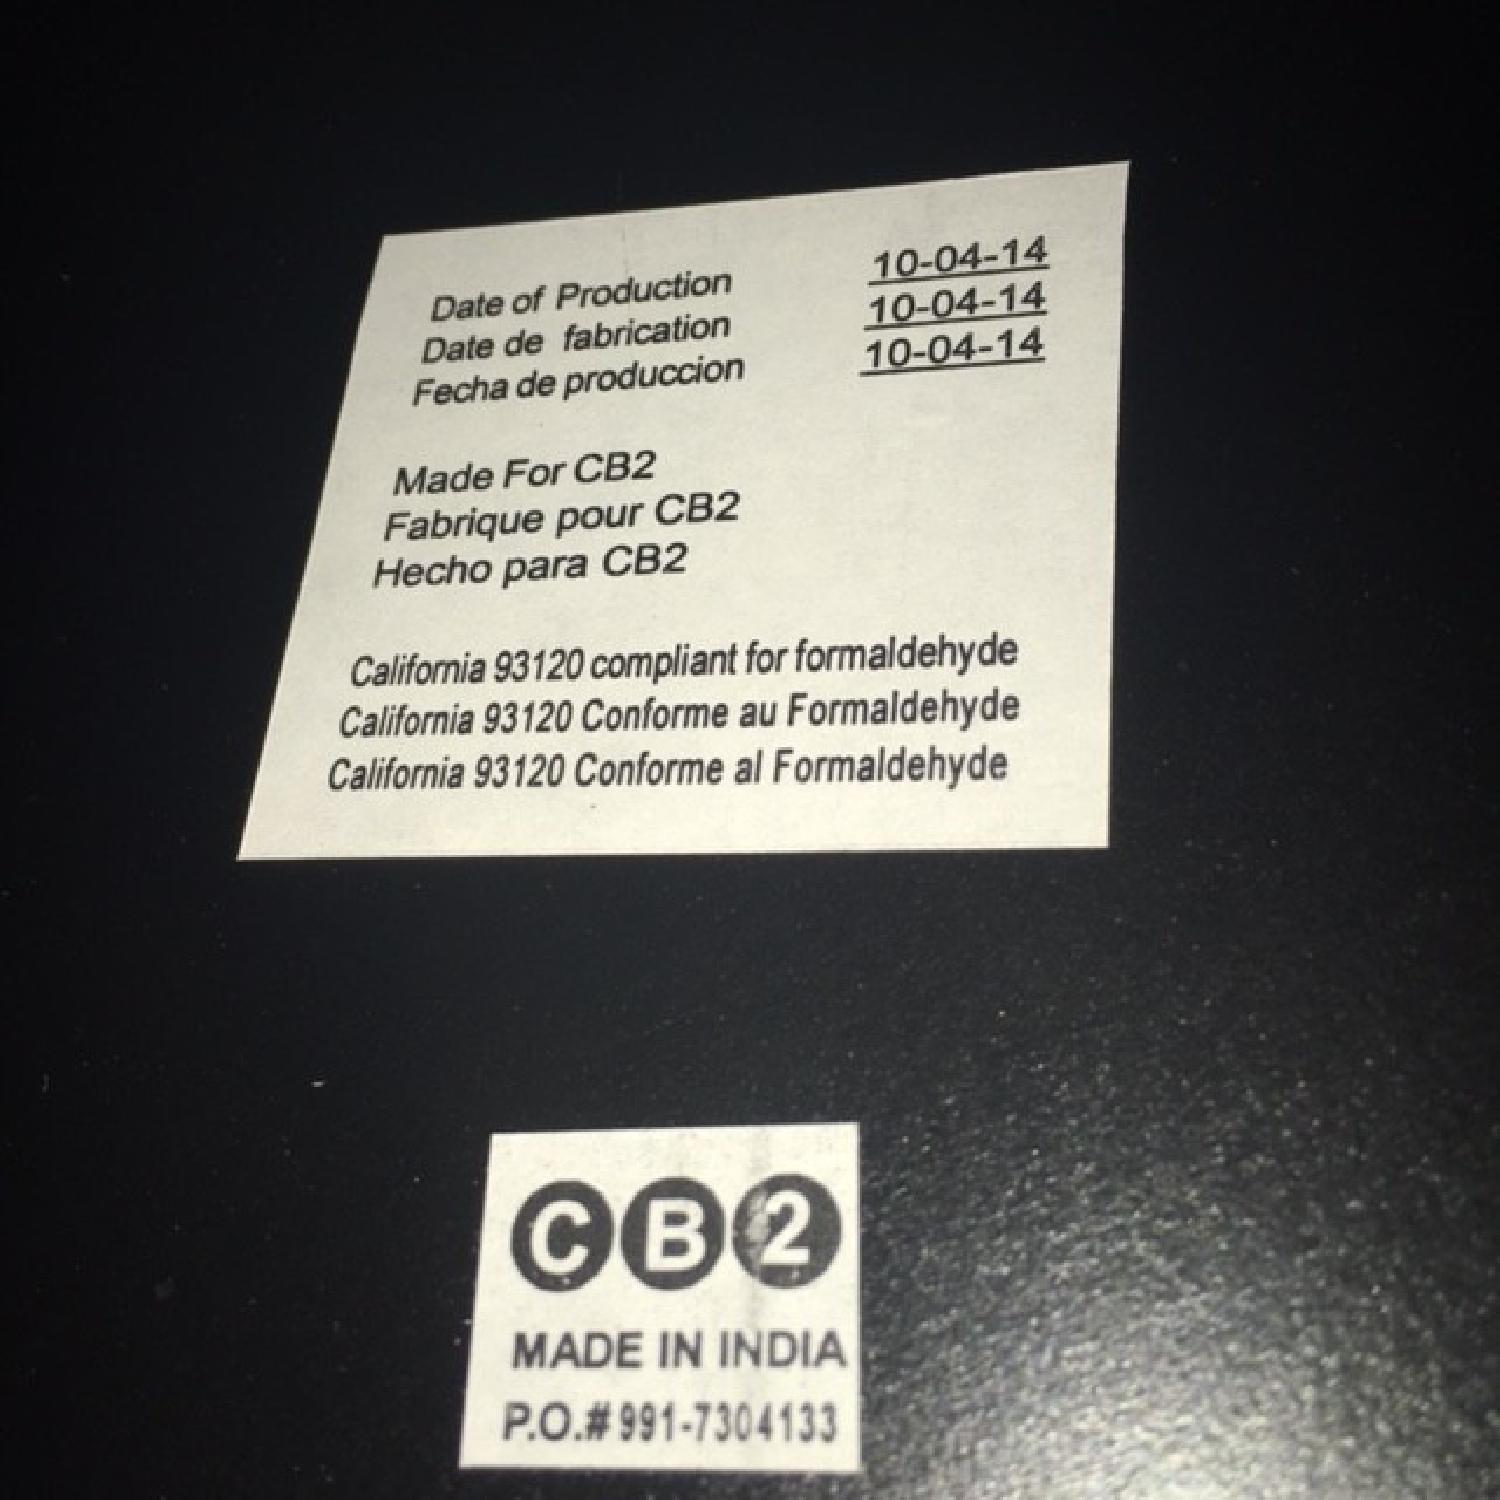 Date of Production 10-04-14
Date de fabrication 10-04-14
Fecha de produccion 10-04-14
Made For CB2
Fabrique pour CB2
Hecho para CB2
California 93120 compliant for formaldehyde
California 93120 Conforme au Formaldehyde
California 93120 Conforme al Formaldehyde
CB2
MADE IN INDIA
P.O.# 991-7304133